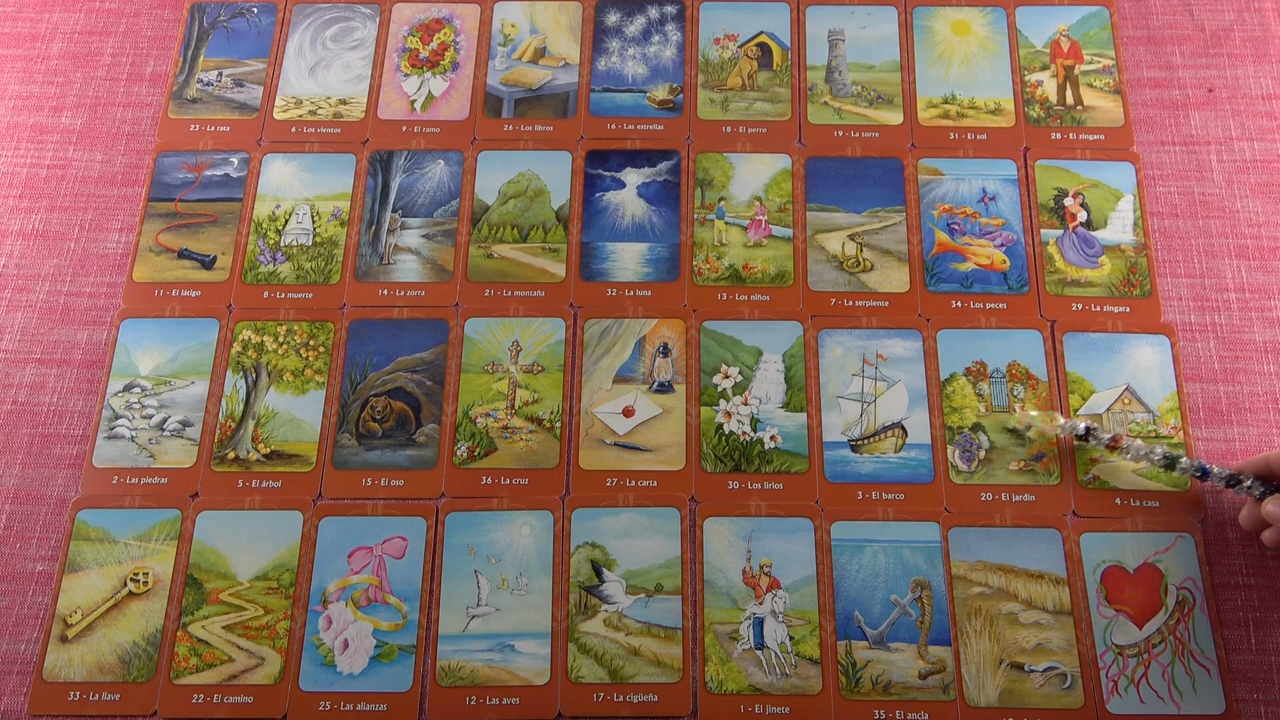 23 - La rata
6 - Los vientos
9 - El ramo
26 - Los libros
16 - Las estrellas
18 - El perro
19 - La torre
31 - El sol
28 - El zíngaro
11 - El látigo
8 - La muerte
14 - La zorra
21 - La montaña
32 - La luna
13 - Los niños
7 - La serpiente
34 - Los peces
29 - La zíngara
2 - Las piedras
5 - El árbol
15 - El oso
36 - La cruz
27 - La carta
30 - Los lirios
3 - El barco
20 - El jardín
4 - La casa
33 - La llave
22 - El camino
25 - Las alianzas
12 - Las aves
17 - La cigüeña
1 - El jinete
35 - El ancla